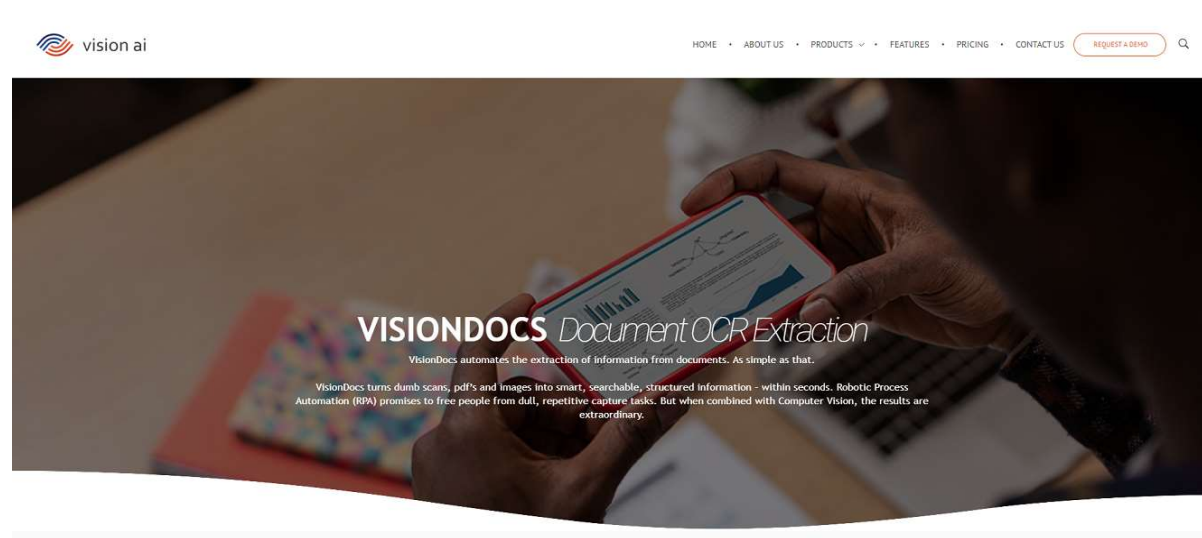 vision ai
HOME • ABOUT US • PRODUCTS • FEATURES • PRICING • CONTACT US
REQUEST A DEMO
VISIONDOCS Document OCR Extraction
VisionDocs automates the extraction of information from documents. As simple as that.
VisionDocs turns dumb scans, pdf's and images into smart, searchable, structured information - within seconds. Robotic Process
Automation (RPA) promises to free people from dull, repetitive capture tasks. But when combined with Computer Vision, the results are
extraordinary.